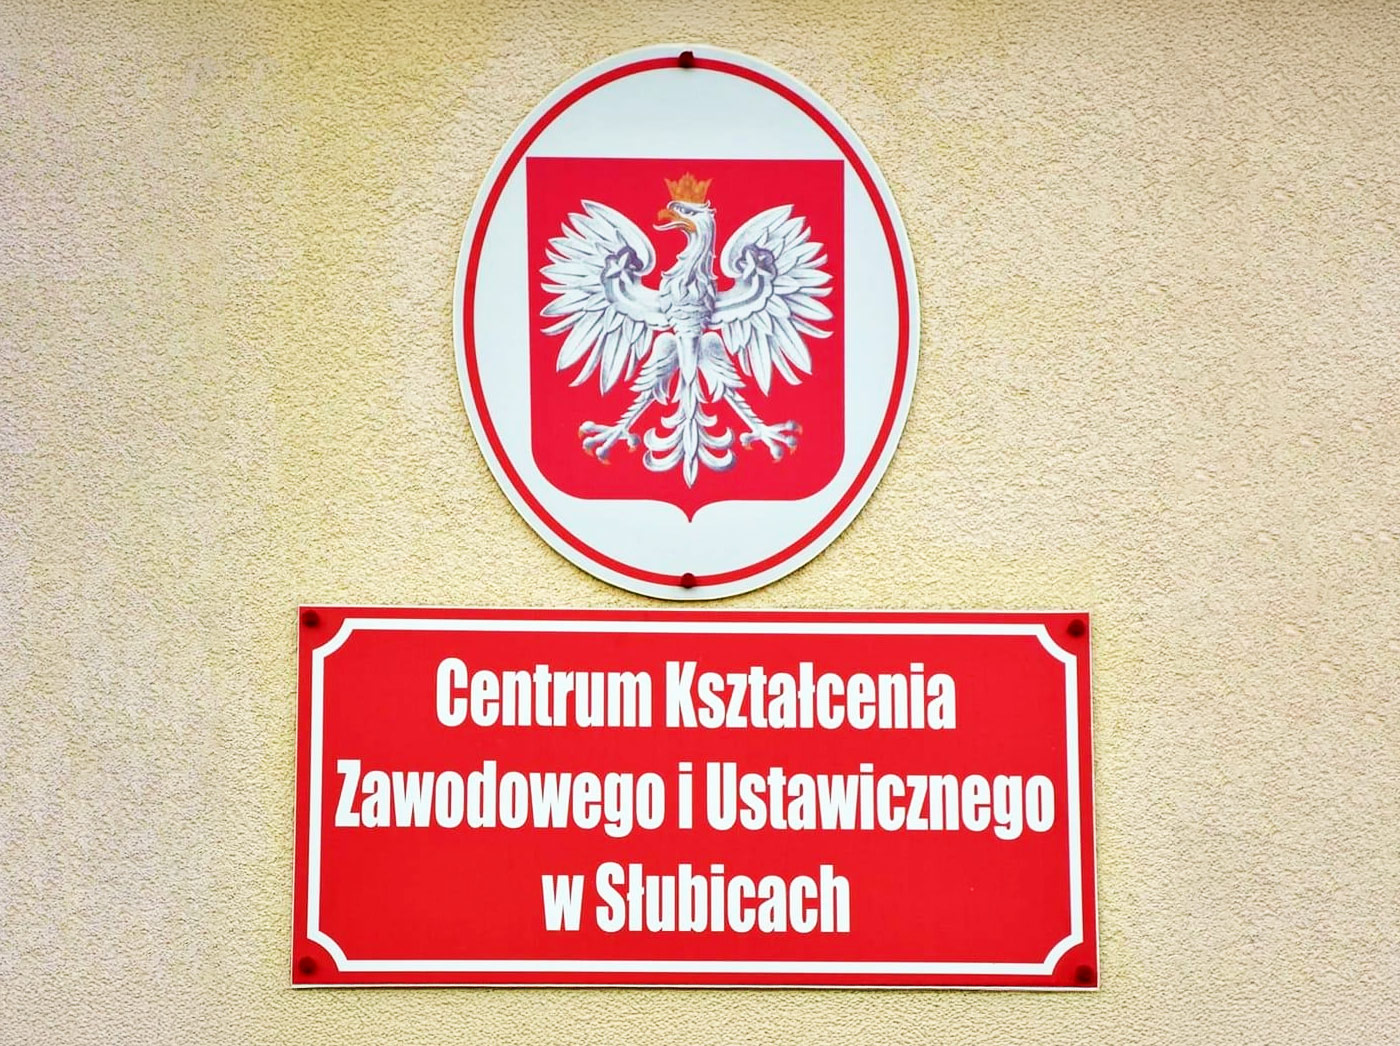 Centrum Kształcenia
Zawodowego i Ustawicznego
w Słubicach